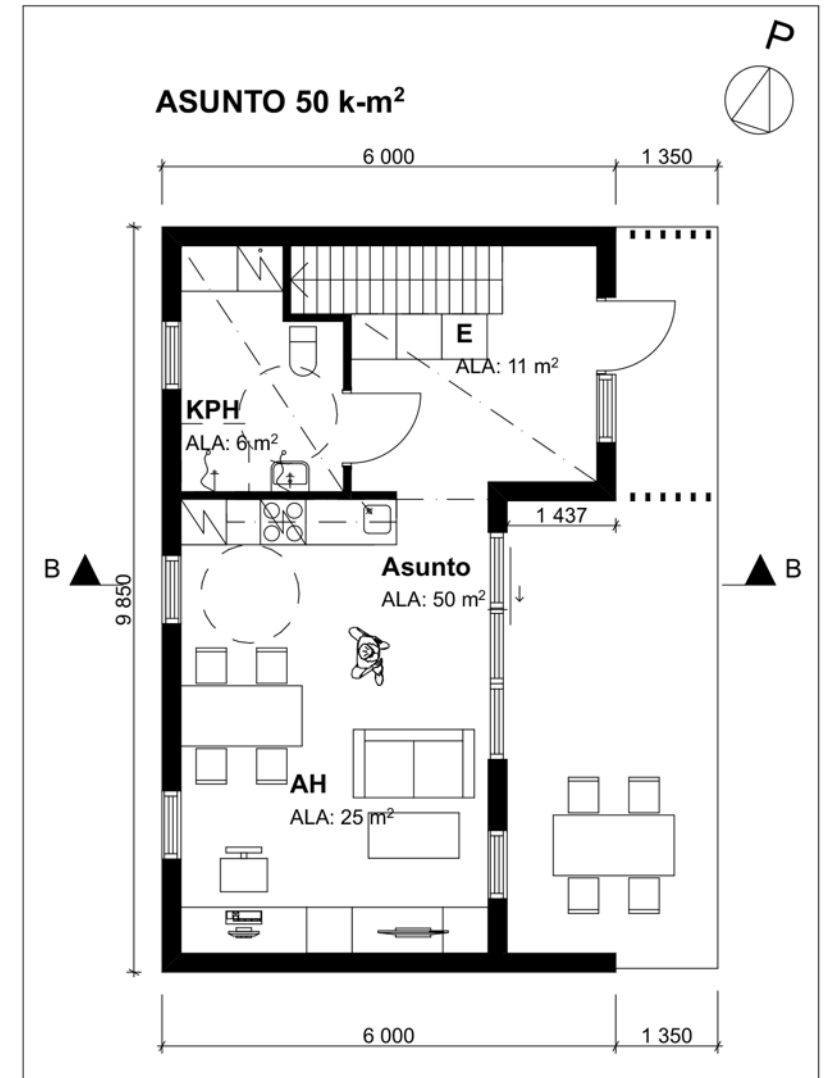 P
ASUNTO 50 k-m²
6 000
1 350
E
ALA: 11 m²
KPH
ALA: 6 m²
1 437
B
Asunto
B
ALA: 50 m²
9 850
AH
ALA: 25 m²
6 000
1 350